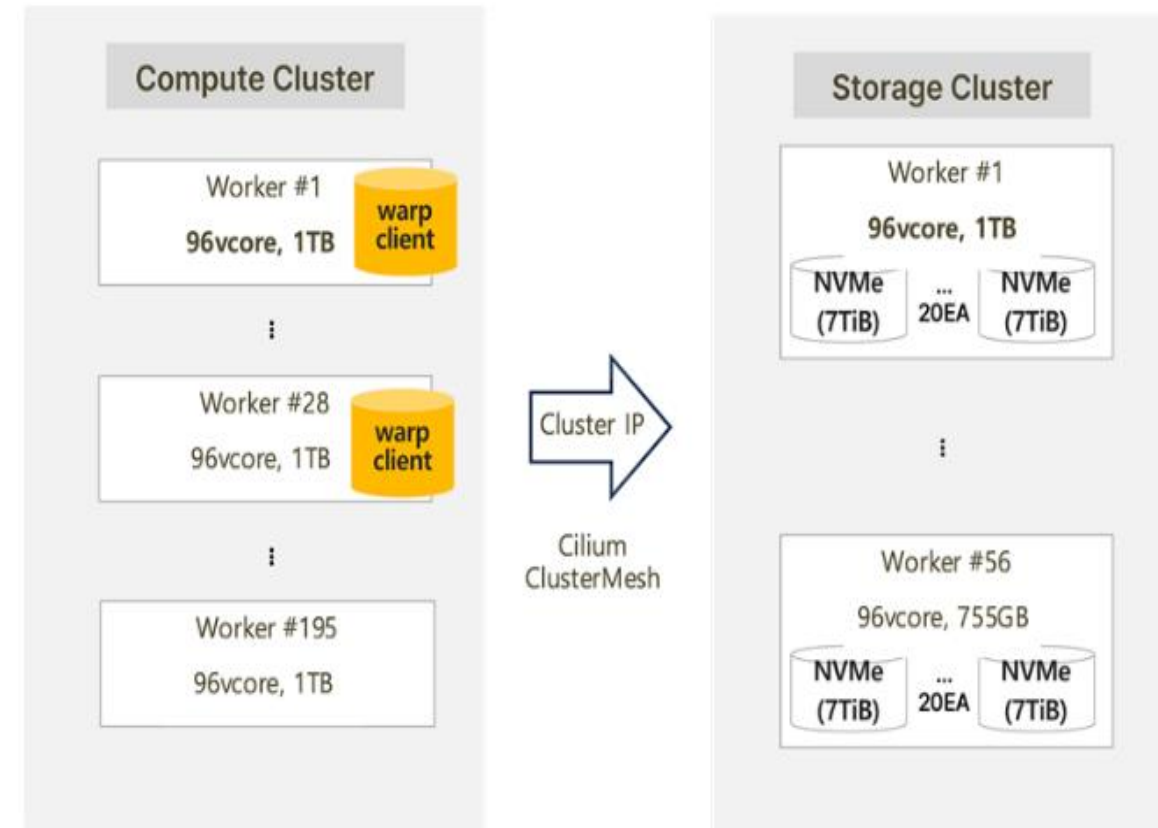 Compute Cluster
Worker #1
96vcore, 1TB
warp
client
⋮
Worker #28
96vcore, 1TB
warp
client
⋮
Worker #195
96vcore, 1TB
Cluster IP
Cilium
ClusterMesh
Storage Cluster
Worker #1
96vcore, 1TB
NVMe ... NVMe
(7TiB) 20EA (7TiB)
⋮
Worker #56
96vcore, 755GB
NVMe ... NVMe
(7TiB) 20EA (7TiB)